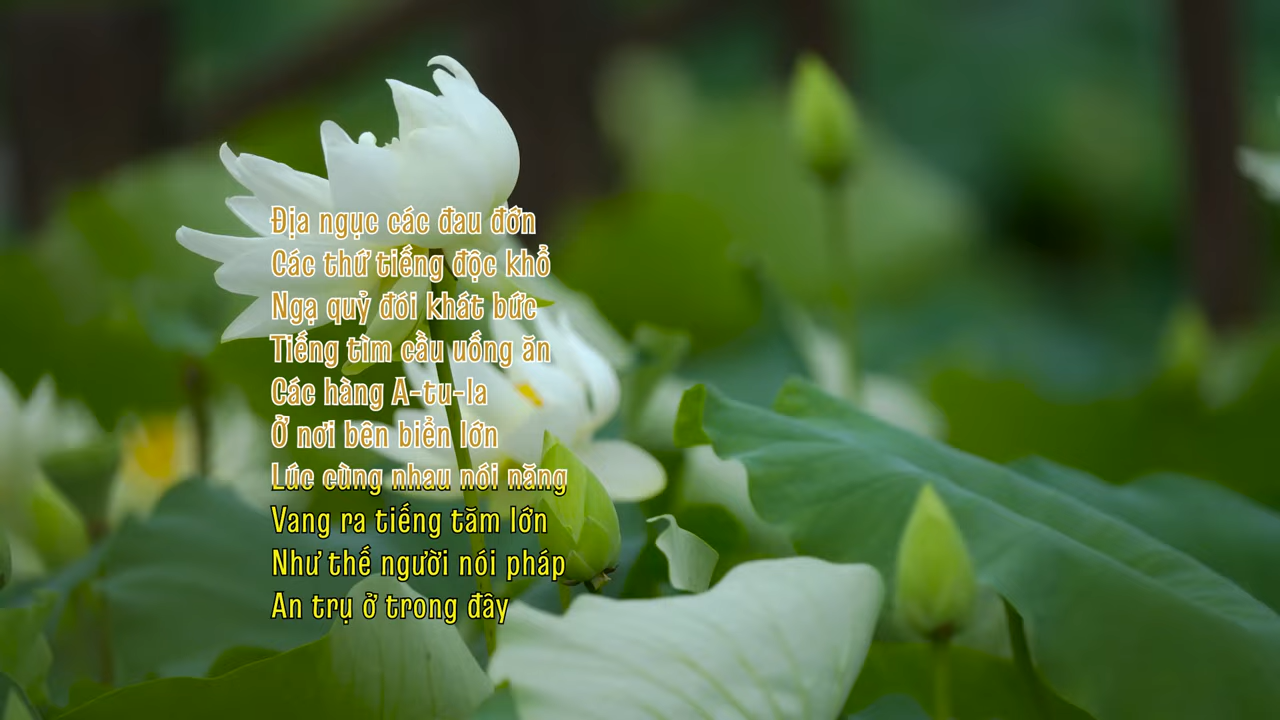 Địa ngục các đau đớn
Các thứ tiếng độc khổ
Ngạ quỷ đói khát bức
Tiếng tìm cầu uống ăn
Các hàng A-tu-la
Ở nơi bên biển lớn
Lúc cùng nhau nói năng
Vang ra tiếng tăm lớn
Như thế người nói pháp
An trụ ở trong đây